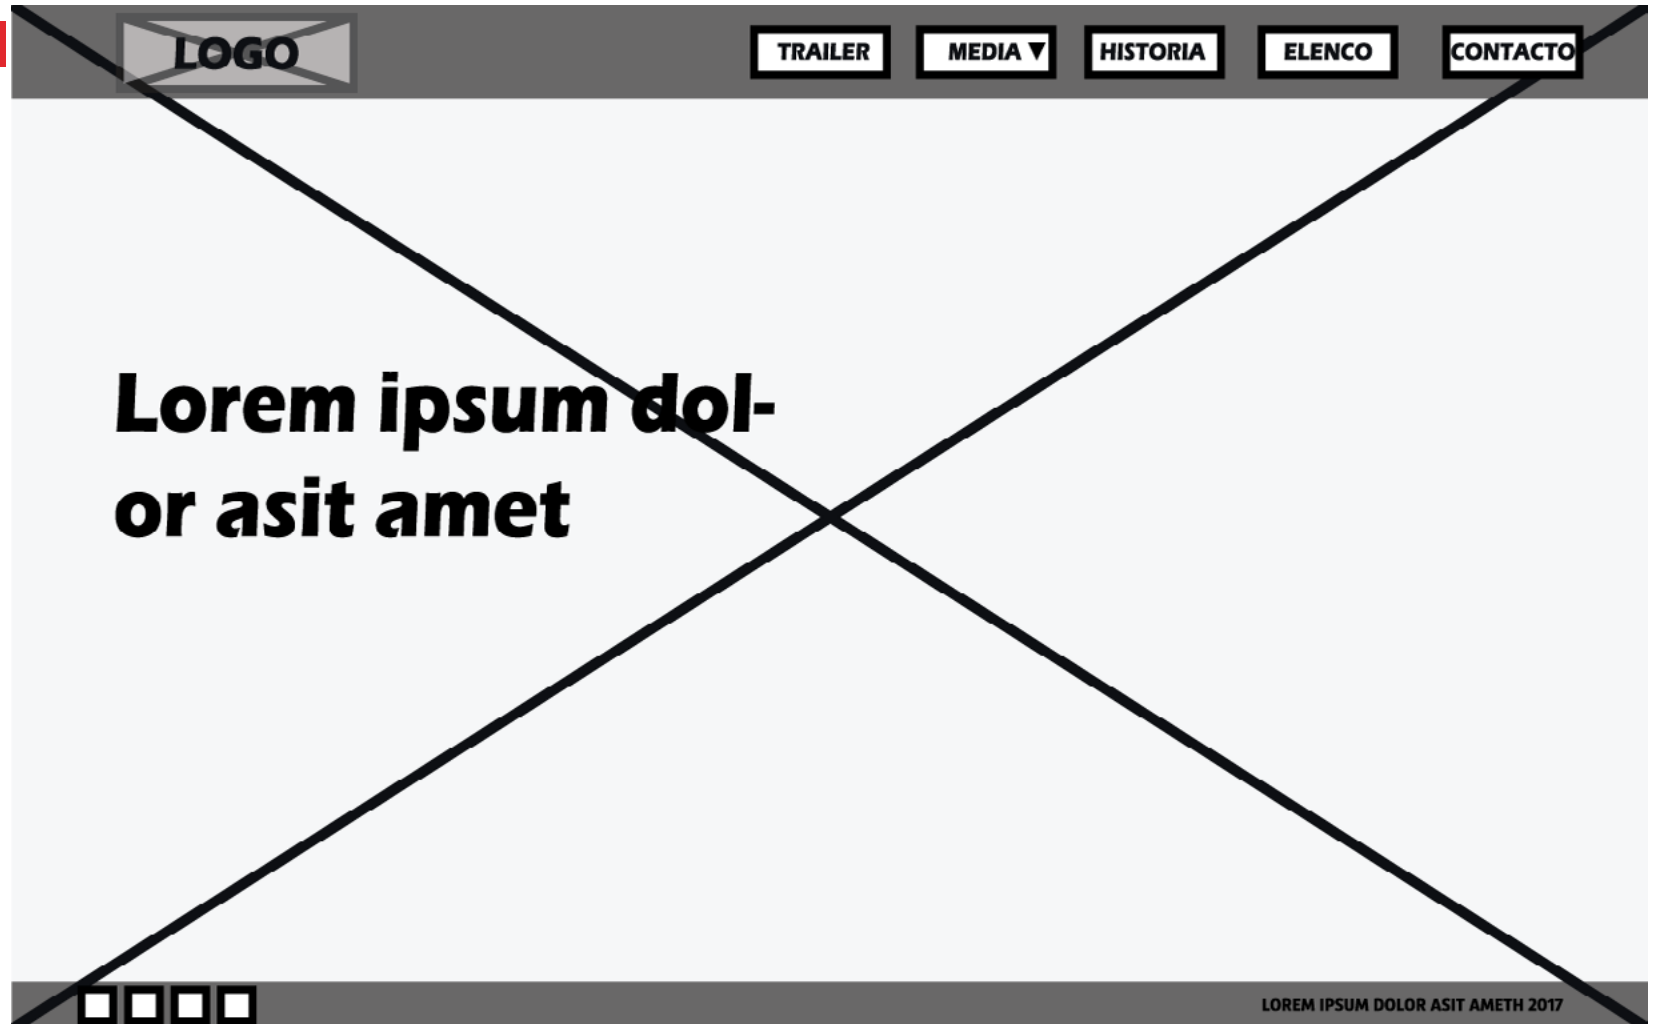 LOGO
TRAILER
MEDIA ▼
HISTORIA
ELENCO
CONTACTO
Lorem ipsum dol-
or asit amet
LOREM IPSUM DOLOR ASIT AMETH 2017